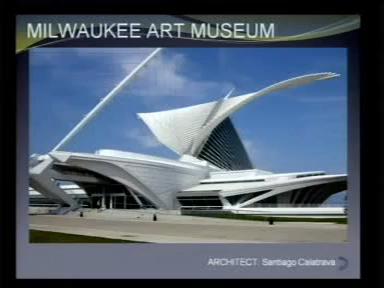 MILWAUKEE ART MUSEUM
ARCHITECT: Santiago Calatrava